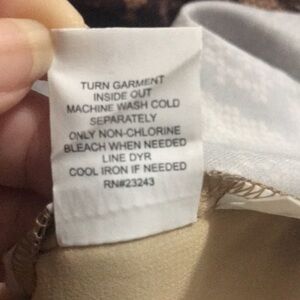 TURN GARMENT
INSIDE OUT
MACHINE WASH COLD
SEPARATELY
ONLY NON-CHLORINE
BLEACH WHEN NEEDED
LINE DYR
COOL IRON IF NEEDED
RN#23243